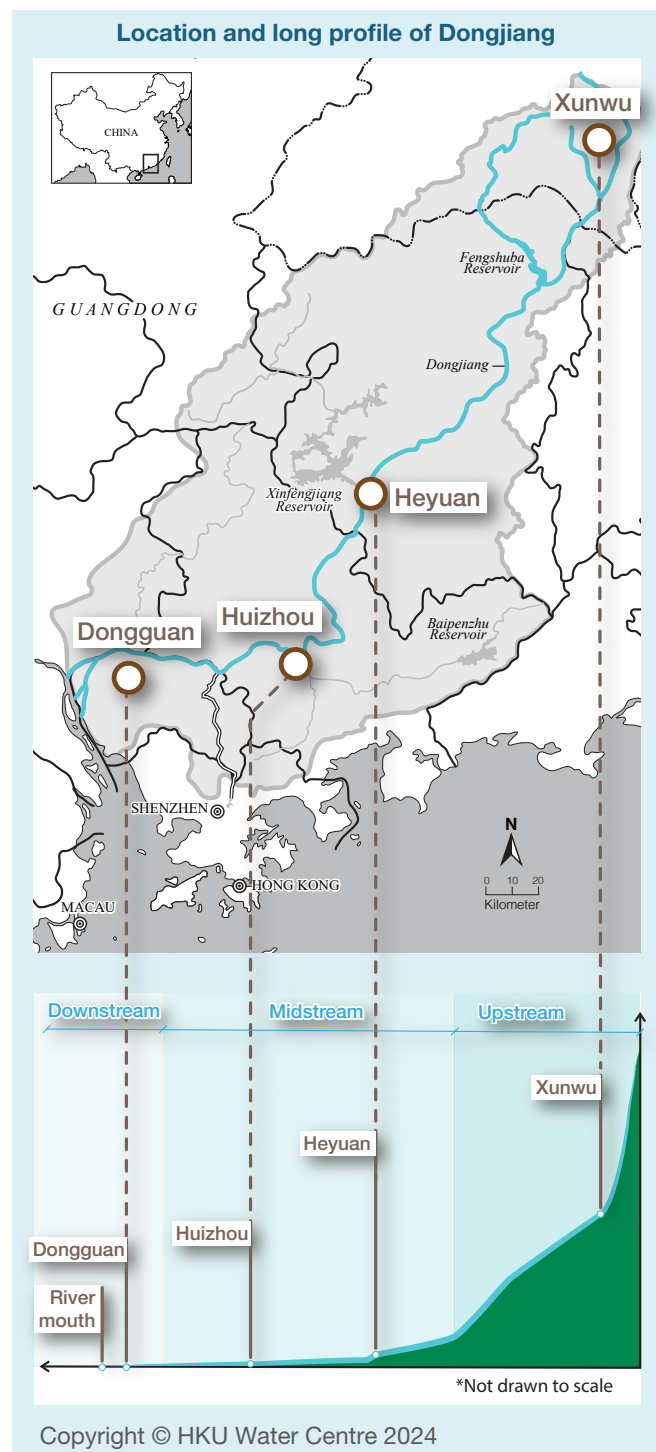 Location and long profile of Dongjiang
CHINA
Xunwu
Fengshuba
Reservoir
GUANGDONG
Dongjiang
Xinfengjiang
Reservoir
Heyuan
Huizhou
Dongguan
Baipenzhu
Reservoir
SHENZHEN
HONG KONG
MACAU
N
0 10 20
Kilometer
Downstream
Midstream
Upstream
Xunwu
Heyuan
Huizhou
Dongguan
River
mouth
*Not drawn to scale
Copyright © HKU Water Centre 2024